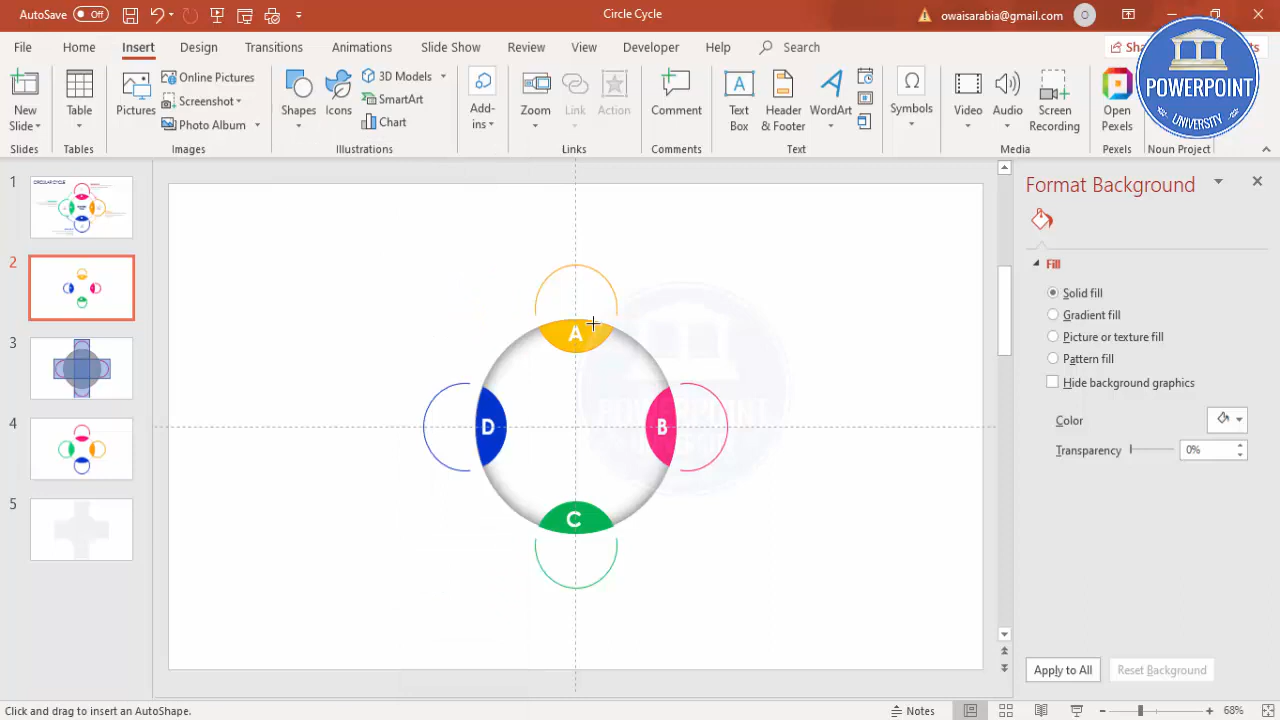 AutoSave Off
Circle Cycle
owaisarabia@gmail.com
File Home Insert Design Transitions Animations Slide Show Review View Developer Help Search
New Slide
Table
Pictures
Online Pictures
Screenshot
Photo Album
Shapes
Icons
3D Models
SmartArt
Chart
Add-ins
Zoom
Link
Action
Comment
Text Box
Header & Footer
WordArt
Symbols
Video
Audio
Screen Recording
Open Pexels
Slides
Tables
Images
Illustrations
Links
Comments
Text
Media
Pexels
Noun Project
POWERPOINT
UNIVERSITY
1
2
3
4
5
A
D
B
C
POWERPOINT
Format Background
Fill
Solid fill
Gradient fill
Picture or texture fill
Pattern fill
Hide background graphics
Color
Transparency 0%
Apply to All
Reset Background
Click and drag to insert an AutoShape.
Notes
68%